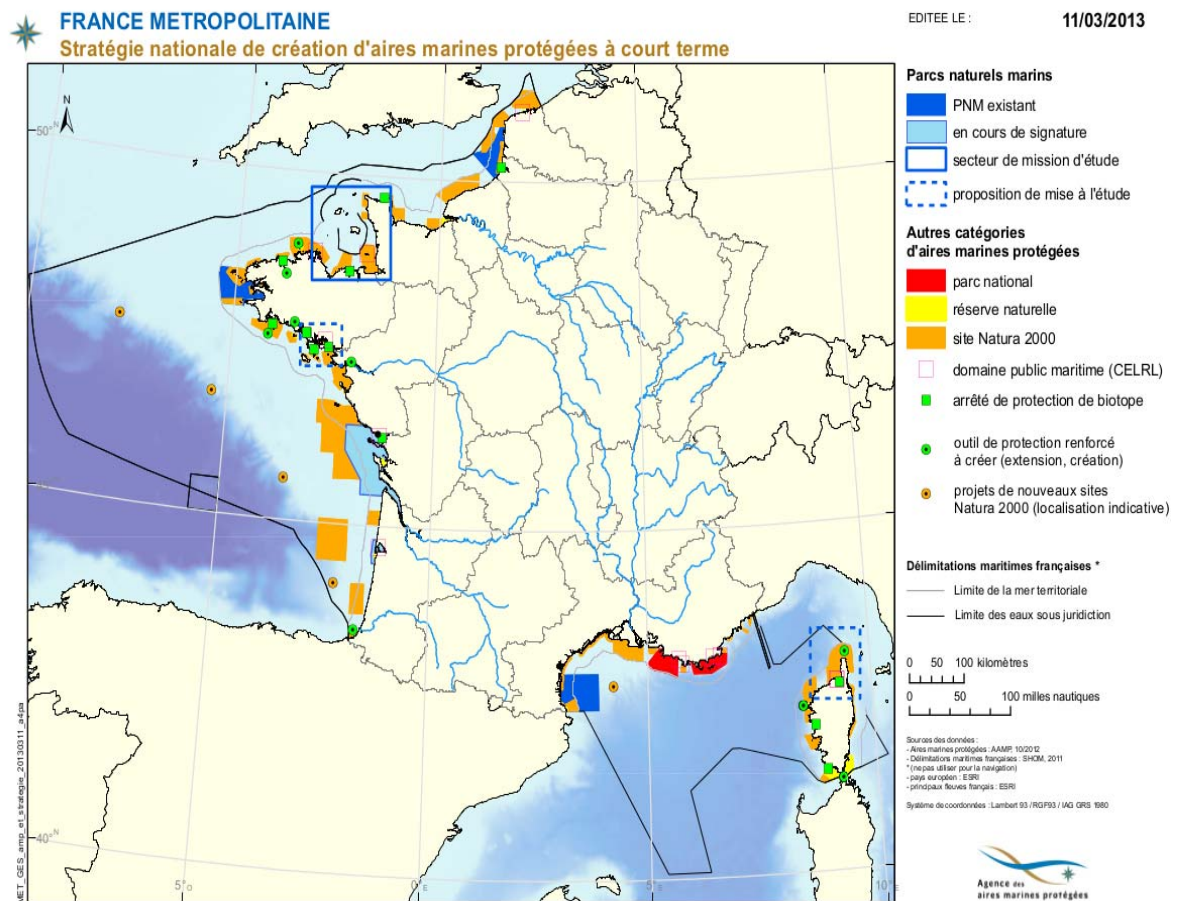 FRANCE METROPOLITAINE
Stratégie nationale de création d'aires marines protégées à court terme
EDITEE LE :
11/03/2013
Parcs naturels marins
PNM existant
en cours de signature
secteur de mission d'étude
proposition de mise à l'étude
Autres catégories
d'aires marines protégées
parc national
réserve naturelle
site Natura 2000
domaine public maritime (CELRL)
arrêté de protection de biotope
outil de protection renforcé
à créer (extension, création)
projets de nouveaux sites
Natura 2000 (localisation indicative)
Délimitations maritimes françaises *
Limite de la mer territoriale
Limite des eaux sous juridiction
0 50 100 kilomètres
0 50 100 milles nautiques
Sources des données :
- Aires marines protégées : AAMP, 10/2012
- Délimitations maritimes françaises : SHOM, 2011
* (ne pas utiliser pour la navigation)
- pays européen : ESRI
- principaux fleuves français : ESRI
Système de coordonnées : Lambert 93 / RGF93 / IAG GRS 1980
Agence des
aires marines protégées
N
50° N
40° N
5° O
0° E
5° E
10° E
MET_GES_amp_et_strategie_20130311_a4pa